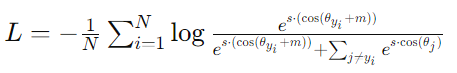 L = -\frac{1}{N} \sum_{i=1}^{N} \log \frac{e^{s \cdot (\cos(\theta_{y_i} + m))}}{e^{s \cdot (\cos(\theta_{y_i} + m))} + \sum_{j \neq y_i} e^{s \cdot \cos(\theta_j)}}